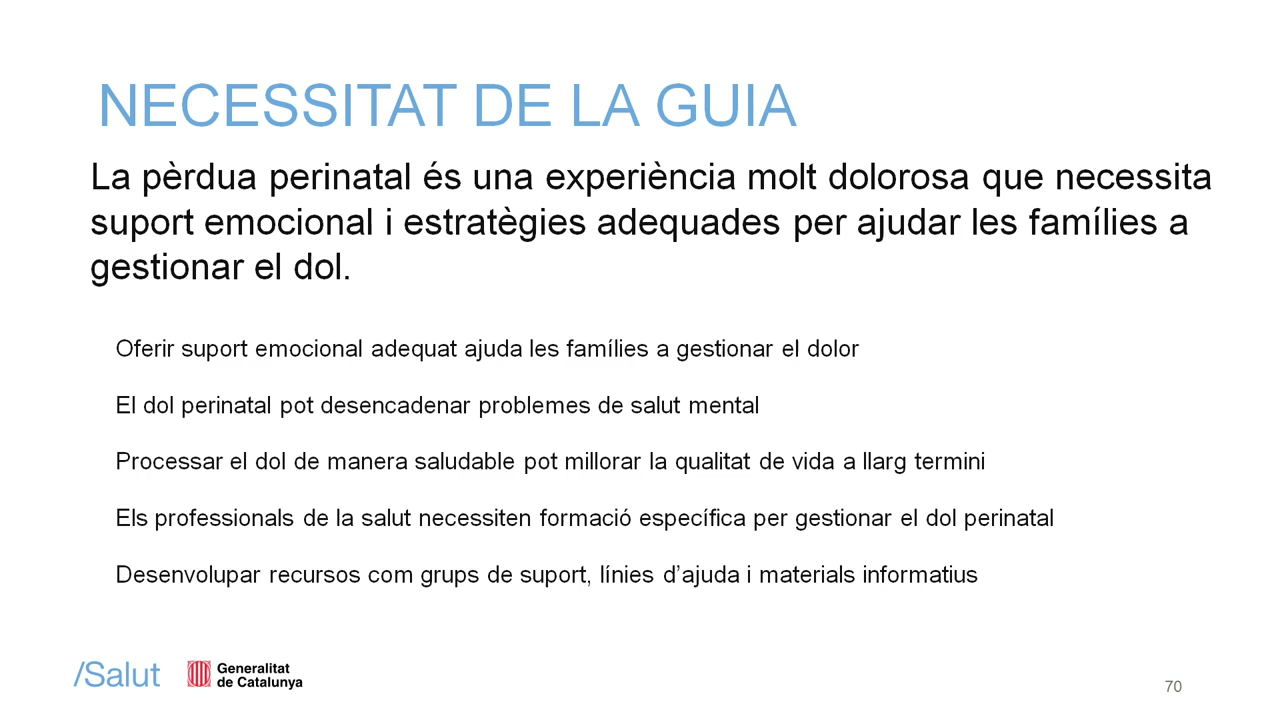 NECESSITAT DE LA GUIA
La pèrdua perinatal és una experiència molt dolorosa que necessita
suport emocional i estratègies adequades per ajudar les famílies a
gestionar el dol.
Oferir suport emocional adequat ajuda les famílies a gestionar el dolor
El dol perinatal pot desencadenar problemes de salut mental
Processar el dol de manera saludable pot millorar la qualitat de vida a llarg termini
Els professionals de la salut necessiten formació específica per gestionar el dol perinatal
Desenvolupar recursos com grups de suport, línies d’ajuda i materials informatius
/Salut
Generalitat
de Catalunya
70